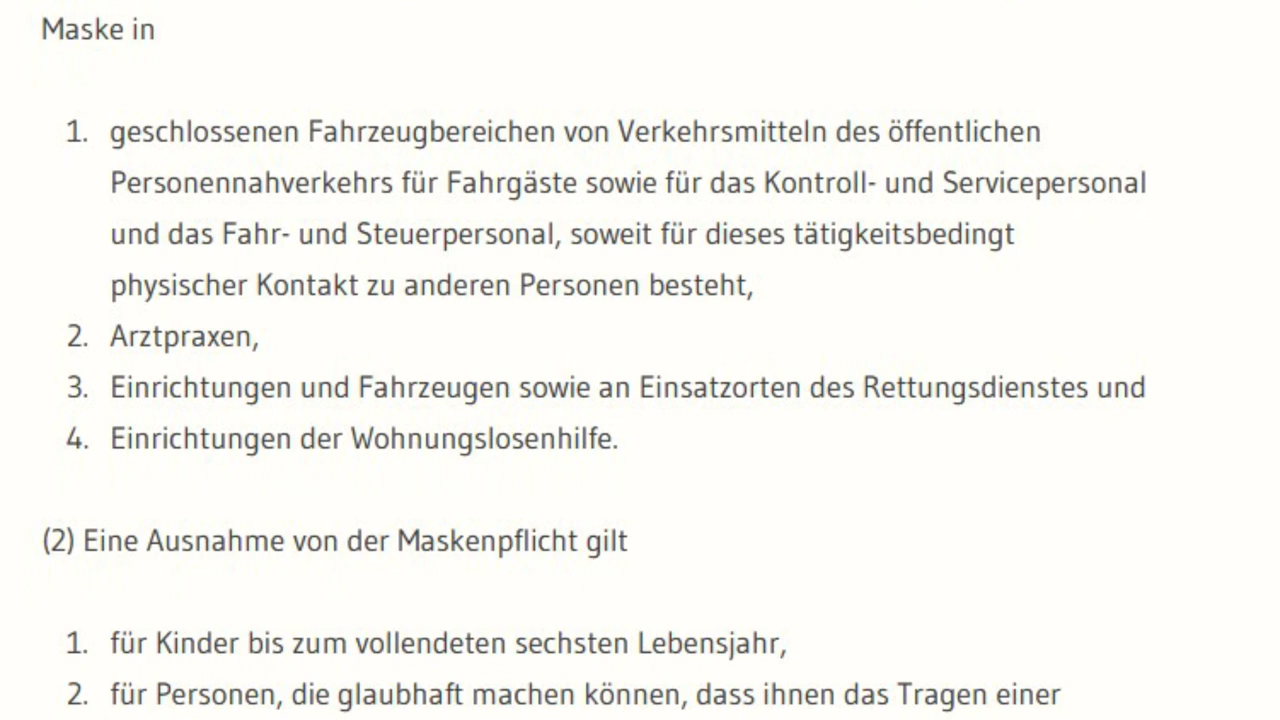 Maske in
1. geschlossenen Fahrzeugbereichen von Verkehrsmitteln des öffentlichen
Personennahverkehrs für Fahrgäste sowie für das Kontroll- und Servicepersonal
und das Fahr- und Steuerpersonal, soweit für dieses tätigkeitsbedingt
physischer Kontakt zu anderen Personen besteht,
2. Arztpraxen,
3. Einrichtungen und Fahrzeugen sowie an Einsatzorten des Rettungsdienstes und
4. Einrichtungen der Wohnungslosenhilfe.
(2) Eine Ausnahme von der Maskenpflicht gilt
1. für Kinder bis zum vollendeten sechsten Lebensjahr,
2. für Personen, die glaubhaft machen können, dass ihnen das Tragen einer